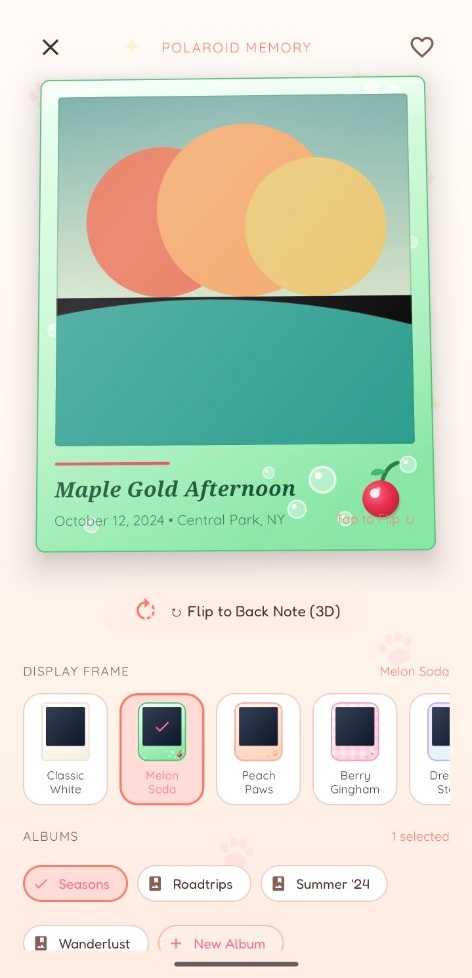 POLAROID MEMORY
Maple Gold Afternoon
October 12, 2024 • Central Park, NY
Tap to Flip ↻
↻ Flip to Back Note (3D)
DISPLAY FRAME
Melon Soda
Classic White
Melon Soda
Peach Paws
Berry Gingham
ALBUMS
1 selected
Seasons
Roadtrips
Summer '24
Wanderlust
+ New Album